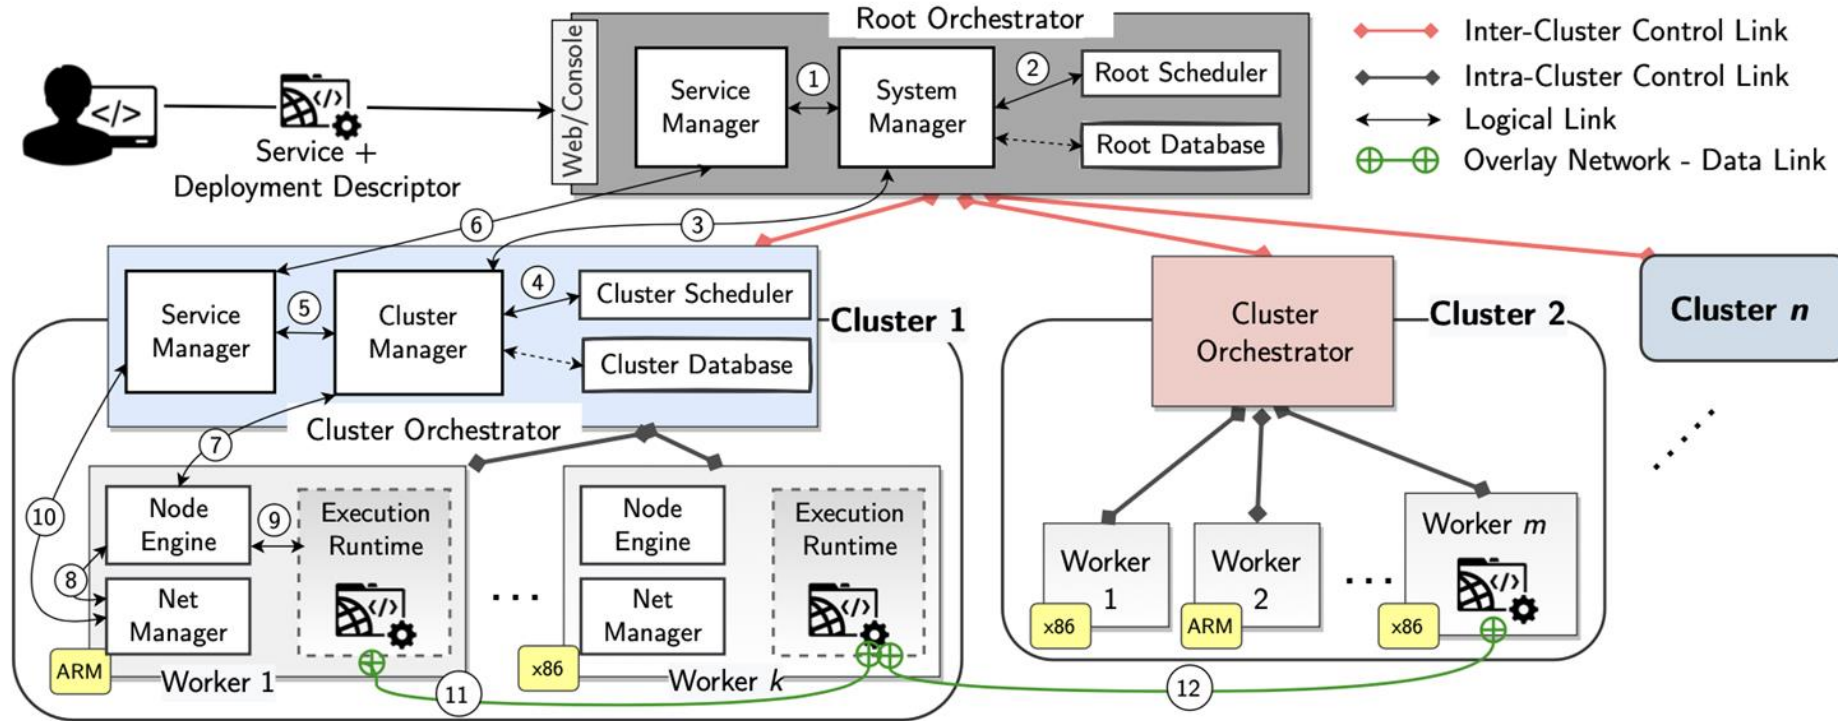 Root Orchestrator
Web/Console
Service
Manager
1
System
Manager
2
Root Scheduler
Root Database
Inter-Cluster Control Link
Intra-Cluster Control Link
Logical Link
Overlay Network - Data Link
</>
</>
Service +
Deployment Descriptor
6
3
Service
Manager
5
Cluster
Manager
4
Cluster Scheduler
Cluster Database
Cluster 1
Cluster Orchestrator
7
10
Node
Engine
9
Execution
Runtime
8
Net
Manager
</>
ARM
Worker 1
...
Node
Engine
Execution
Runtime
Net
Manager
</>
x86
Worker k
11
Cluster
Orchestrator
Cluster 2
Worker
1
x86
Worker
2
ARM
...
Worker m
</>
x86
12
Cluster n